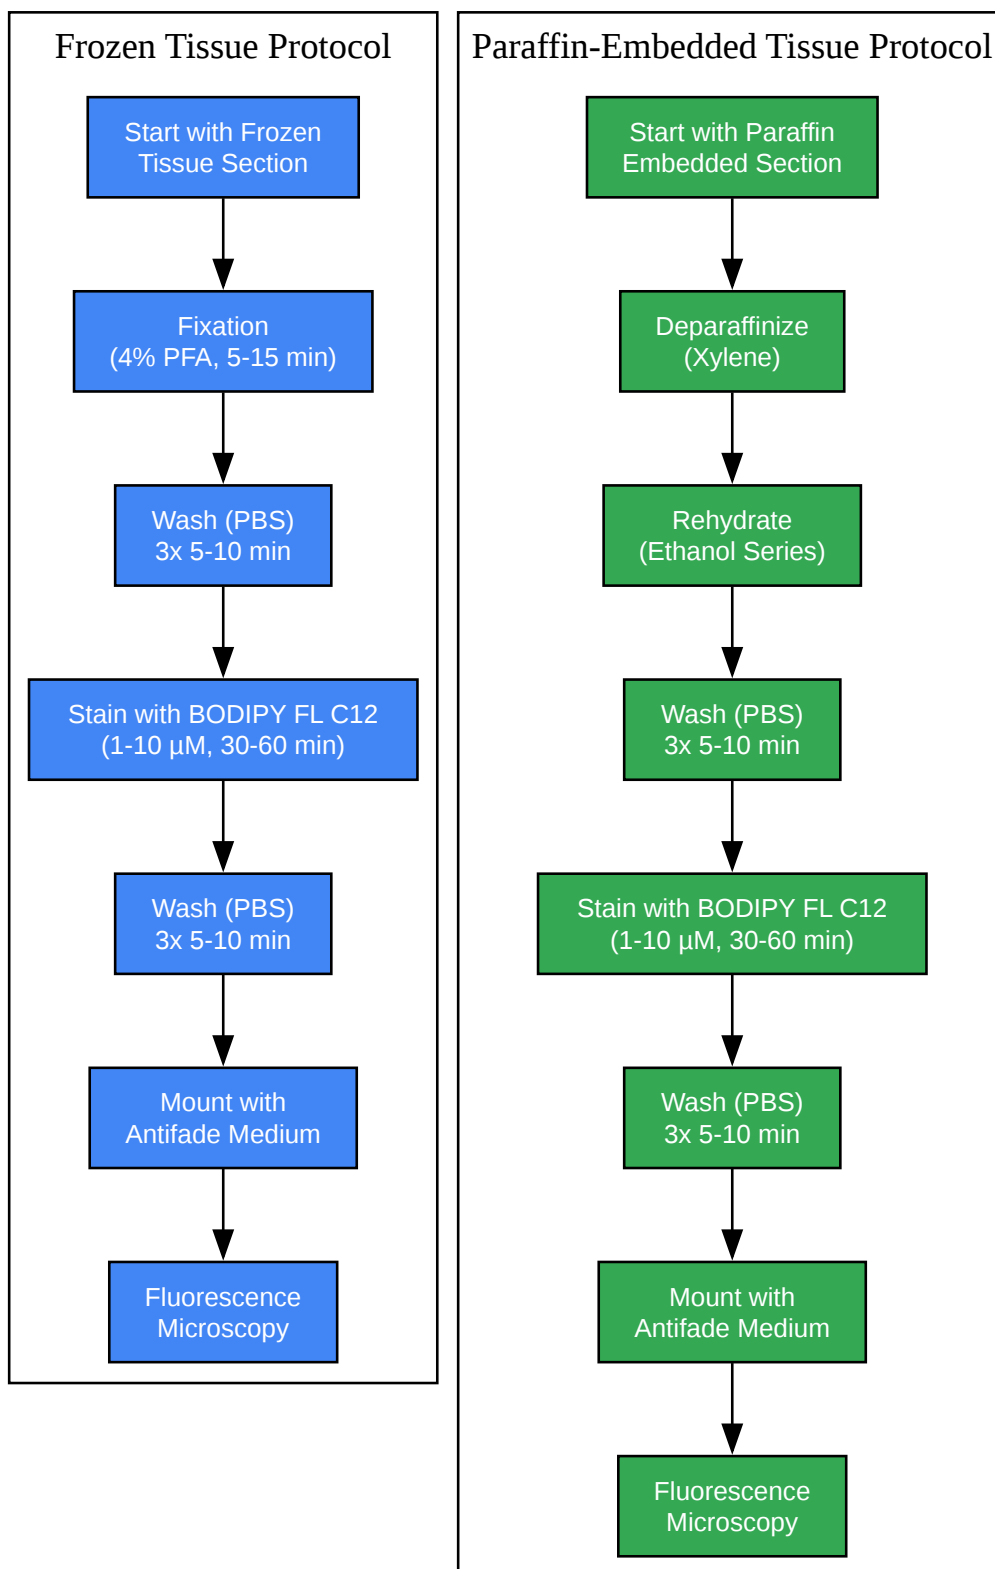 Frozen Tissue Protocol
Start with Frozen
Tissue Section
Fixation
(4% PFA, 5-15 min)
Wash (PBS)
3x 5-10 min
Stain with BODIPY FL C12
(1-10 µM, 30-60 min)
Wash (PBS)
3x 5-10 min
Mount with
Antifade Medium
Fluorescence
Microscopy
Paraffin-Embedded Tissue Protocol
Start with Paraffin
Embedded Section
Deparaffinize
(Xylene)
Rehydrate
(Ethanol Series)
Wash (PBS)
3x 5-10 min
Stain with BODIPY FL C12
(1-10 µM, 30-60 min)
Wash (PBS)
3x 5-10 min
Mount with
Antifade Medium
Fluorescence
Microscopy